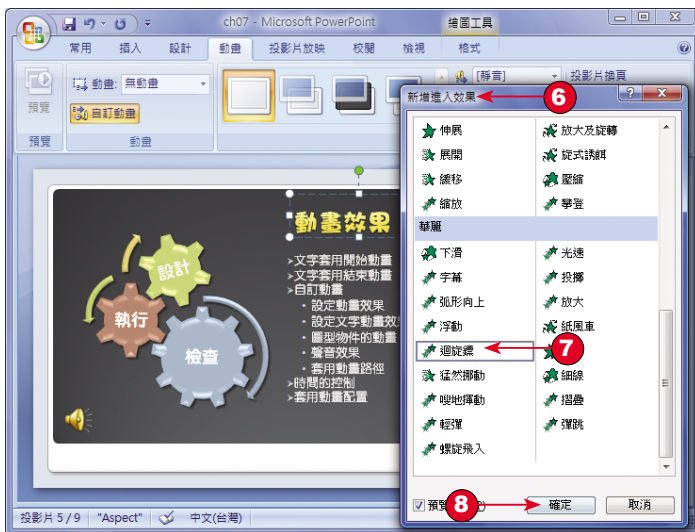 ch07 - Microsoft PowerPoint
繪圖工具
常用 插入 設計 動畫 投影片放映 校閱 檢視 格式
預覽
動畫: 無動畫
自訂動畫
[靜音]
投影片換頁
預覽 動畫
新增進入效果
6
伸展 放大及旋轉
展開 旋式誘餌
緩移 壓縮
縮放 攀登
華麗
下滑 光速
字幕 投擲
弧形向上 放大
浮動 紙風車
迴旋鏢
7
猛然挪動 細線
嗖地揮動 摺疊
輕彈 彈跳
螺旋飛入
預覽
8
確定 取消
動畫效果
>文字套用開始動畫
>文字套用結束動畫
>自訂動畫
・設定動畫效果
・設定文字動畫效
・圖型物件的動畫
・聲音效果
・套用動畫路徑
>時間的控制
>套用動畫配置
設計
執行
檢查
投影片 5 / 9 "Aspect" 中文(台灣)